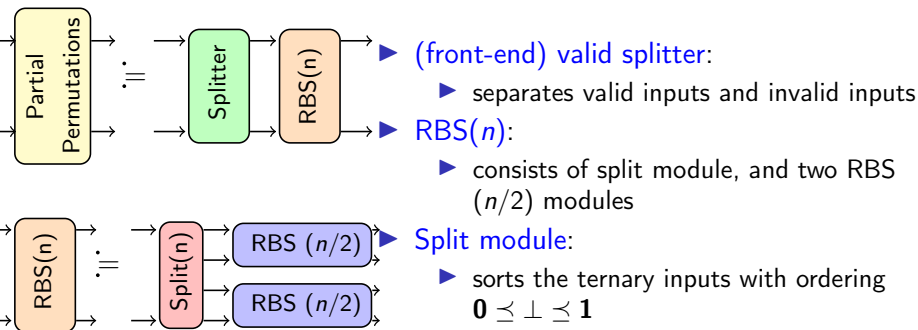 Partial
Permutations
:=
Splitter
RBS(n)
▶ (front-end) valid splitter:
▶ separates valid inputs and invalid inputs
▶ RBS(n):
▶ consists of split module, and two RBS
(n/2) modules
RBS(n)
:=
Split(n)
RBS (n/2)
RBS (n/2)
▶ Split module:
▶ sorts the ternary inputs with ordering
0 ⪯ ⊥ ⪯ 1